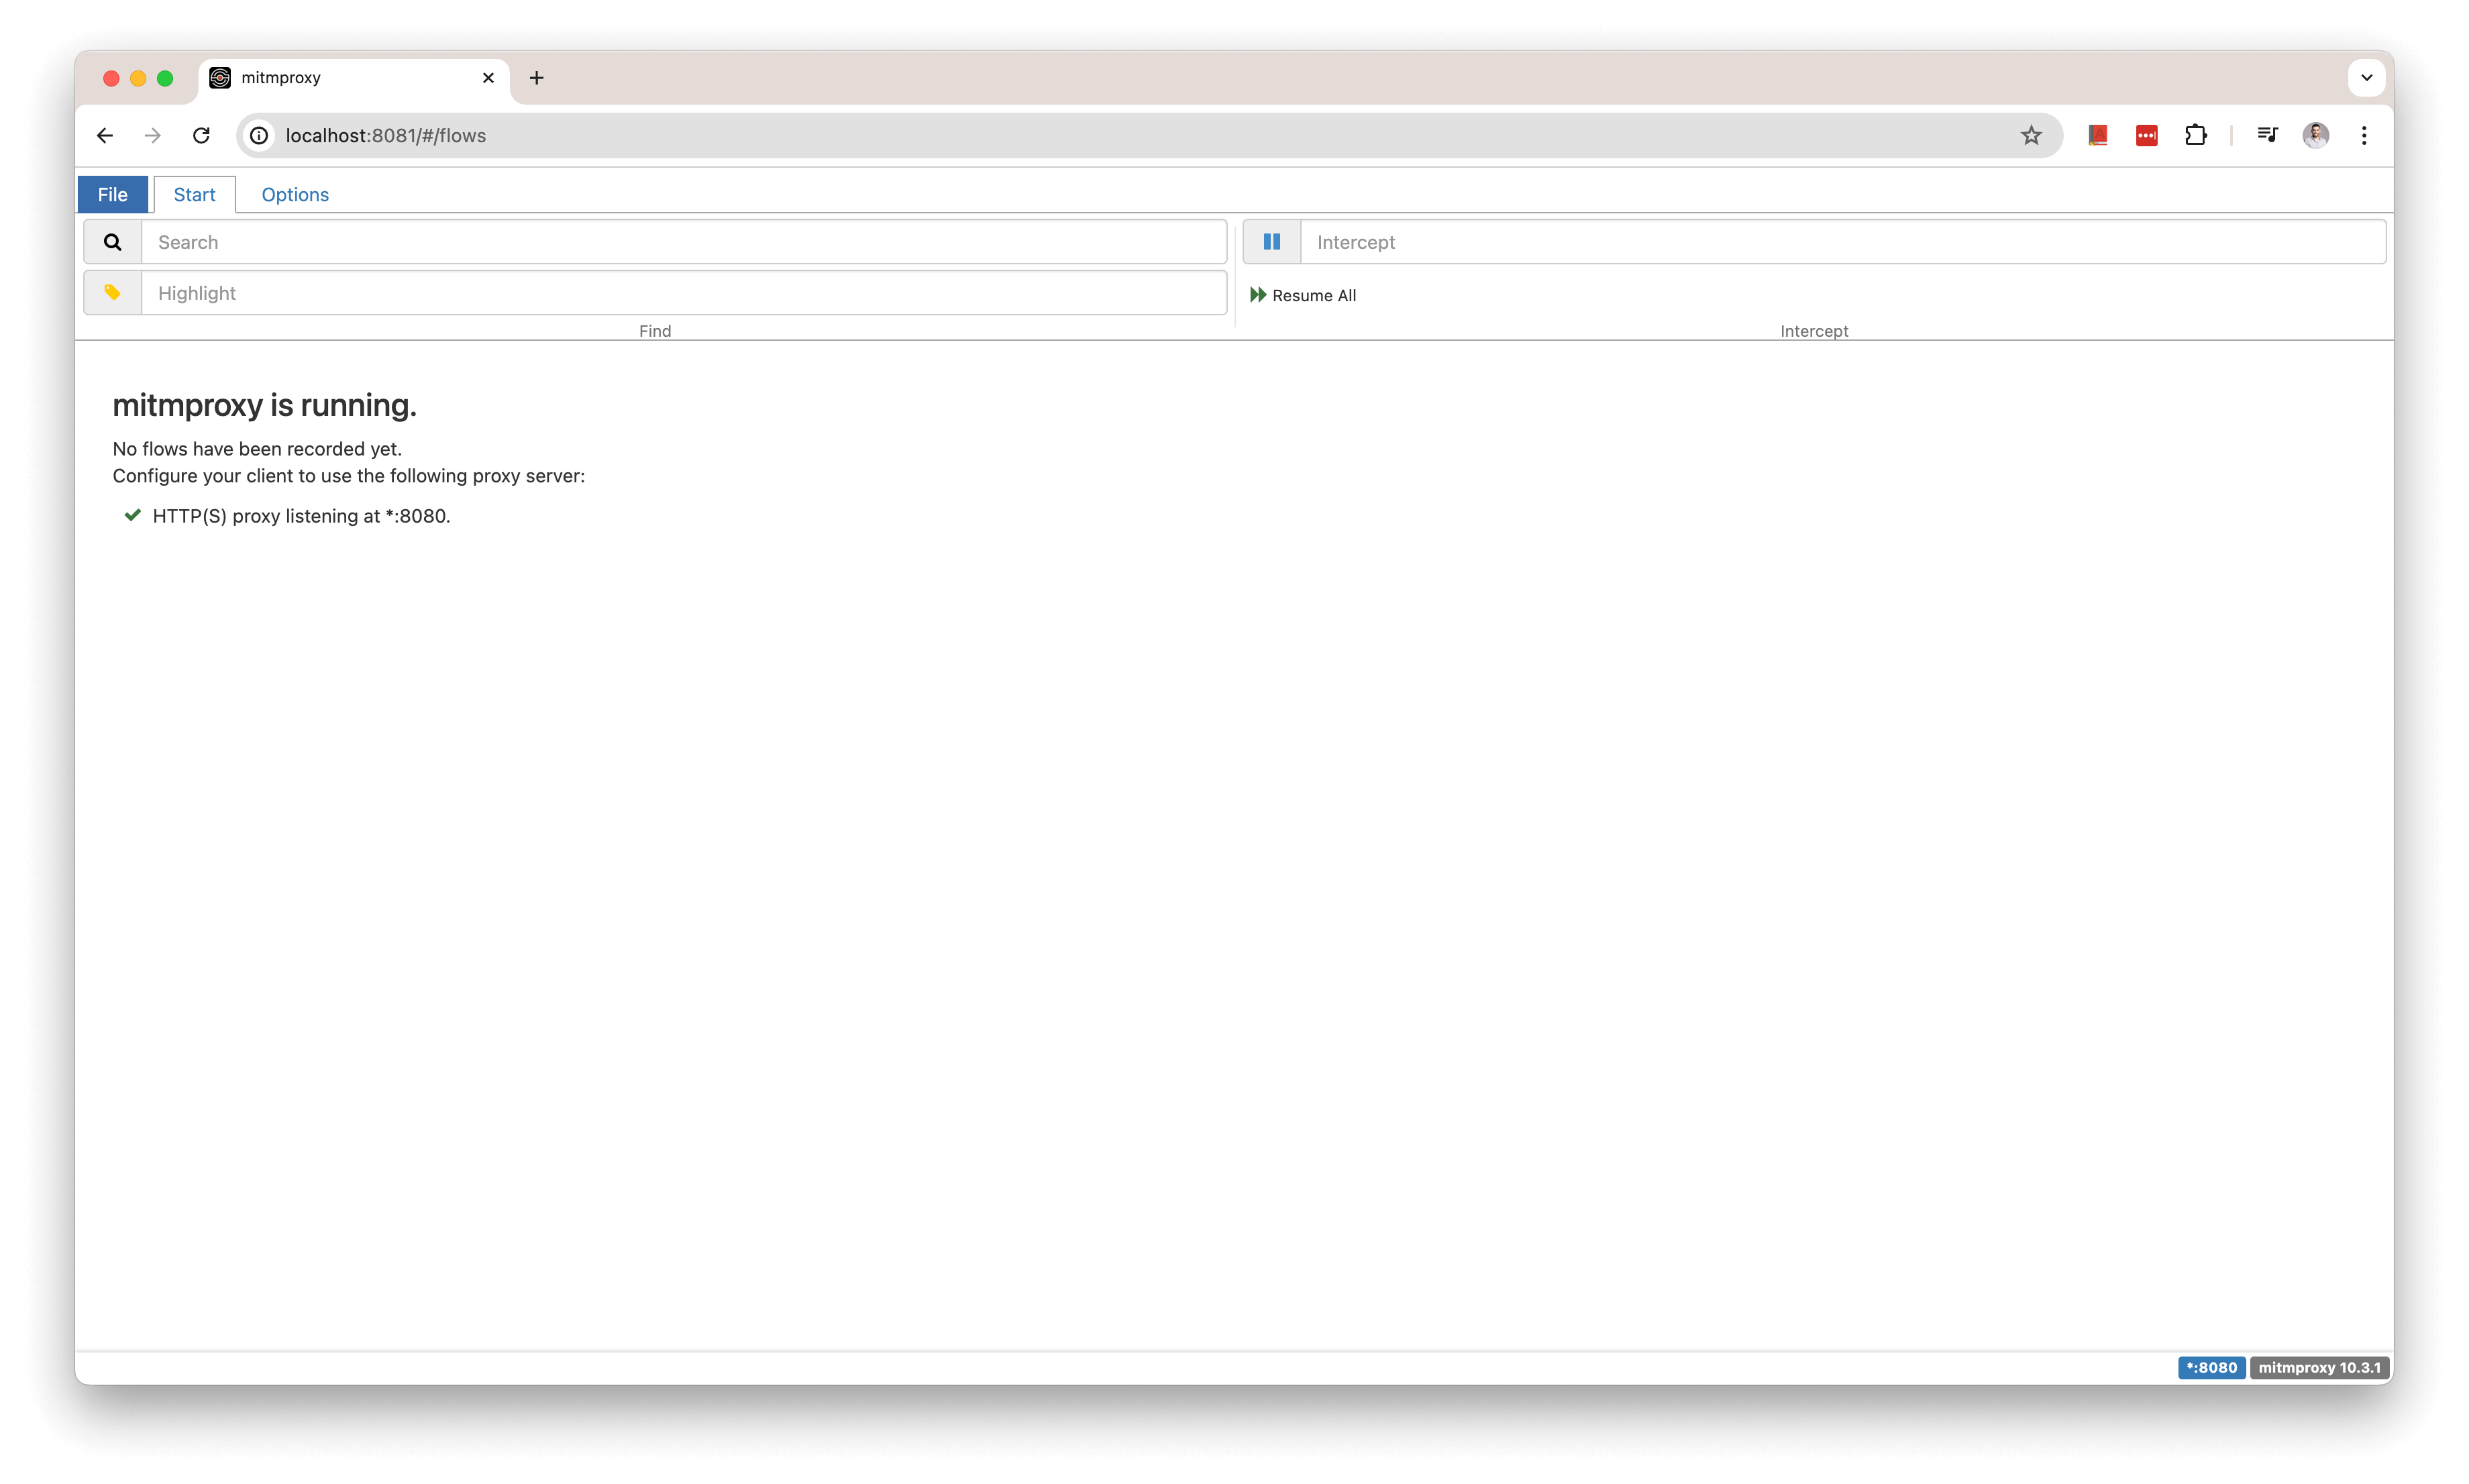 mitmproxy
localhost:8081/#/flows
File Start Options
Search
Intercept
Highlight
Resume All
Find
Intercept
mitmproxy is running.
No flows have been recorded yet.
Configure your client to use the following proxy server:
HTTP(S) proxy listening at *:8080.
*:8080 mitmproxy 10.3.1